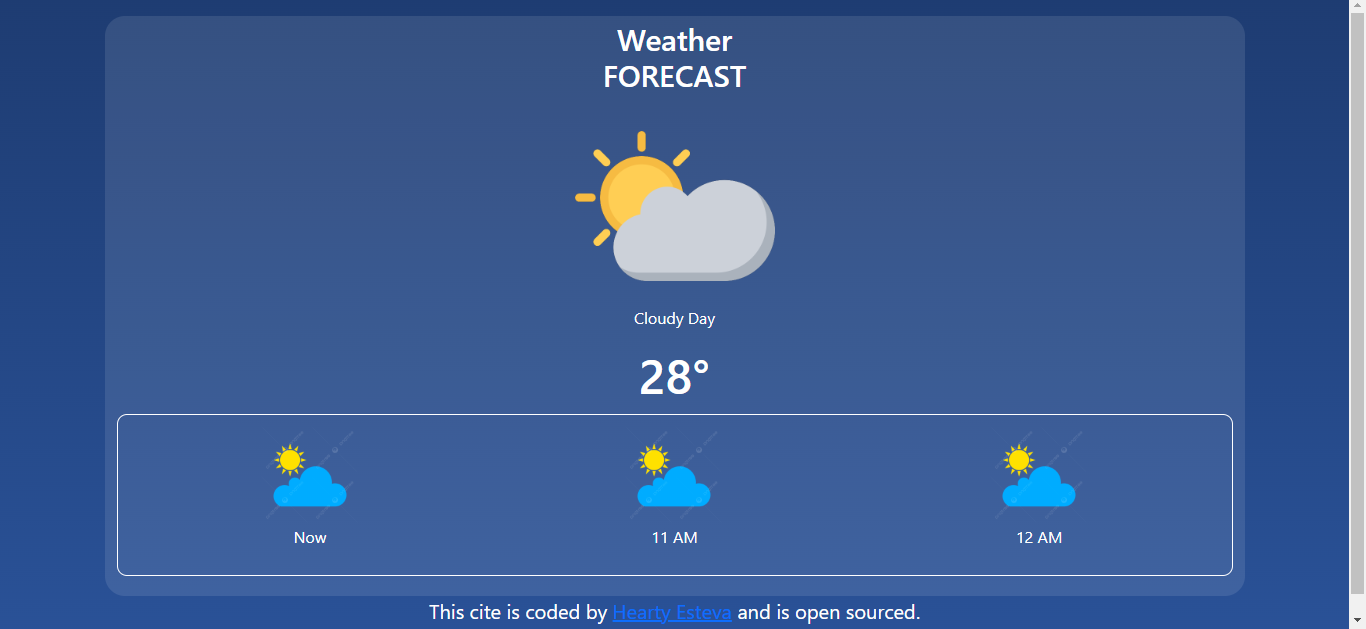 Weather
FORECAST
Cloudy Day
28°
Now
11 AM
12 AM
This cite is coded by Hearty Esteva and is open sourced.